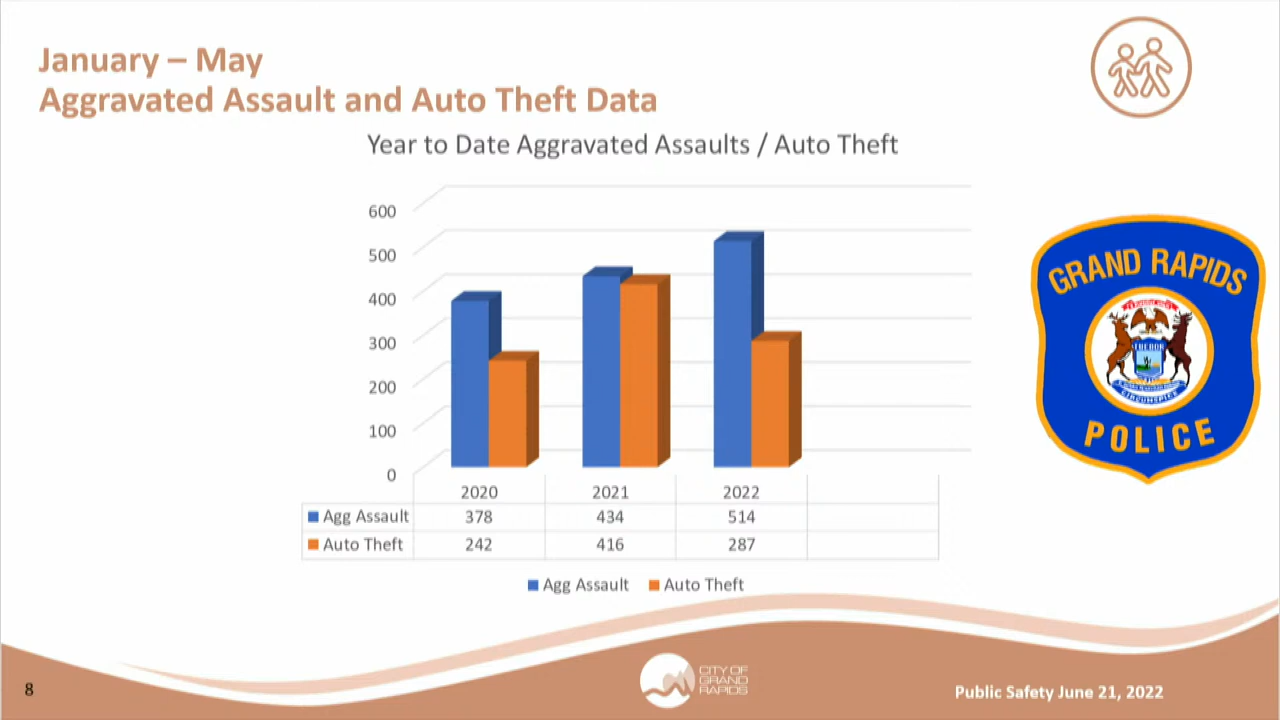 January – May
Aggravated Assault and Auto Theft Data
Year to Date Aggravated Assaults / Auto Theft
600
500
400
300
200
100
0
2020 2021 2022
Agg Assault 378 434 514
Auto Theft 242 416 287
Agg Assault Auto Theft
GRAND RAPIDS
TUEBOR
CIRCUMSPICE
POLICE
8
CITY OF
GRAND
RAPIDS
Public Safety June 21, 2022